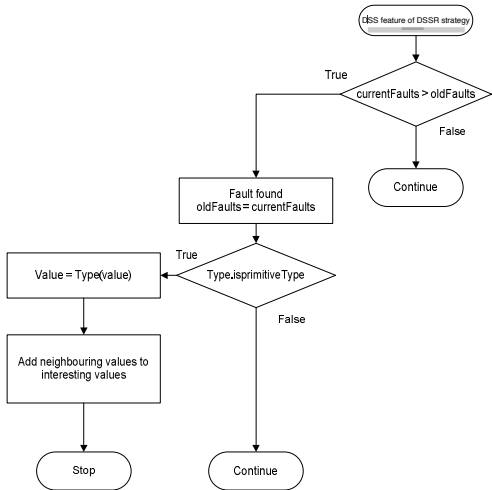 DSS feature of DSSR strategy
True
currentFaults > oldFaults
False
Continue
Fault found
oldFaults = currentFaults
True
Value = Type(value)
Type.isprimitiveType
False
Add neighbouring values to
interesting values
Stop
Continue